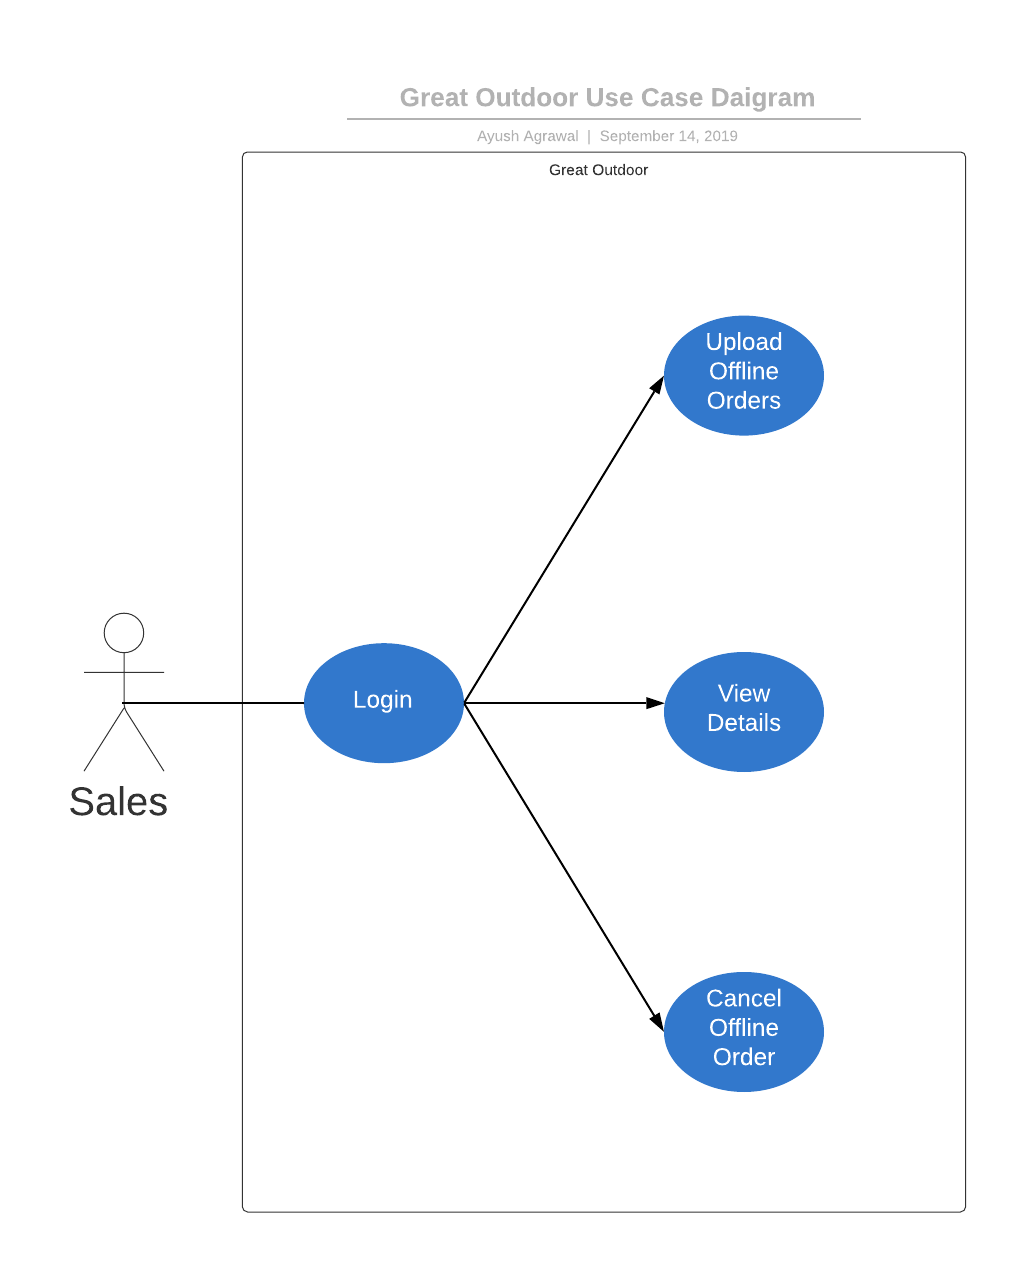 Great Outdoor Use Case Daigram
Ayush Agrawal | September 14, 2019
Great Outdoor
Upload
Offline
Orders
Login
View
Details
Sales
Cancel
Offline
Order